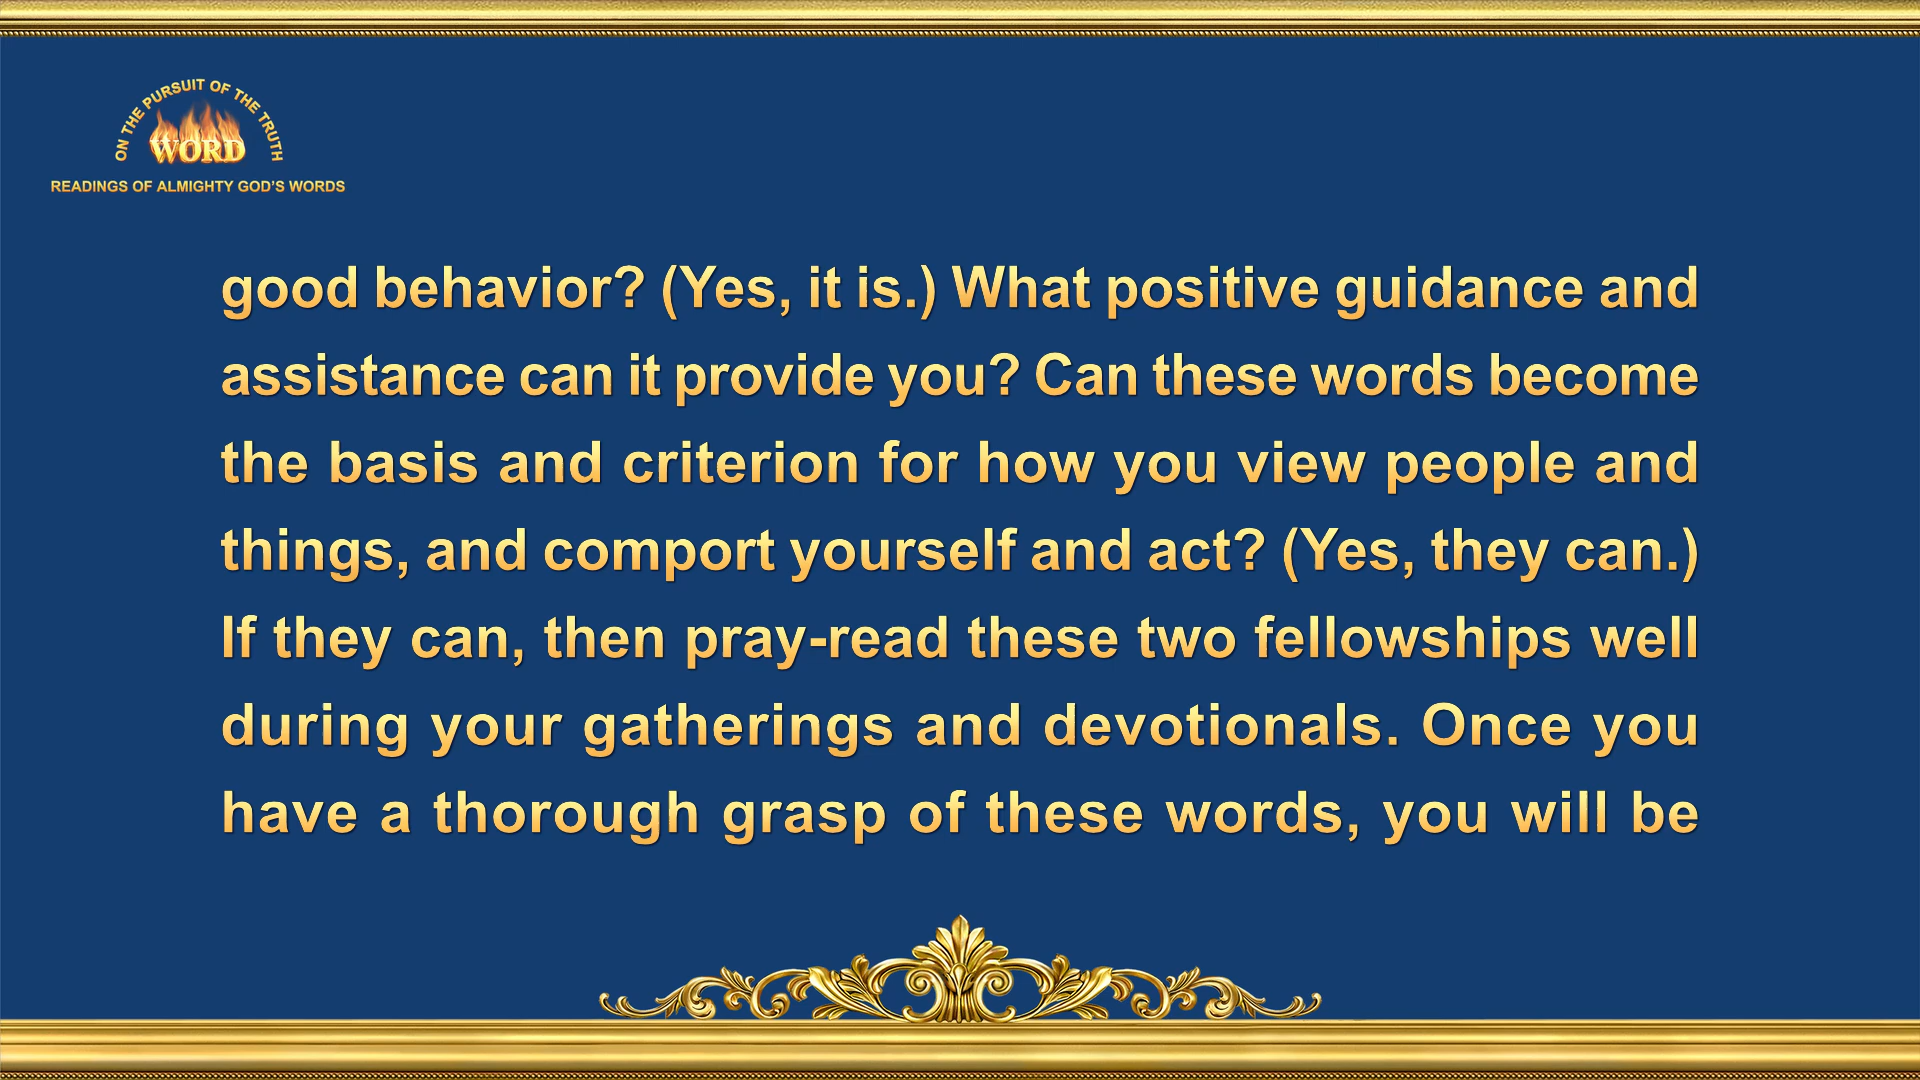 ON THE PURSUIT OF THE TRUTH
WORD
READINGS OF ALMIGHTY GOD'S WORDS
good behavior? (Yes, it is.) What positive guidance and
assistance can it provide you? Can these words become
the basis and criterion for how you view people and
things, and comport yourself and act? (Yes, they can.)
If they can, then pray-read these two fellowships well
during your gatherings and devotionals. Once you
have a thorough grasp of these words, you will be